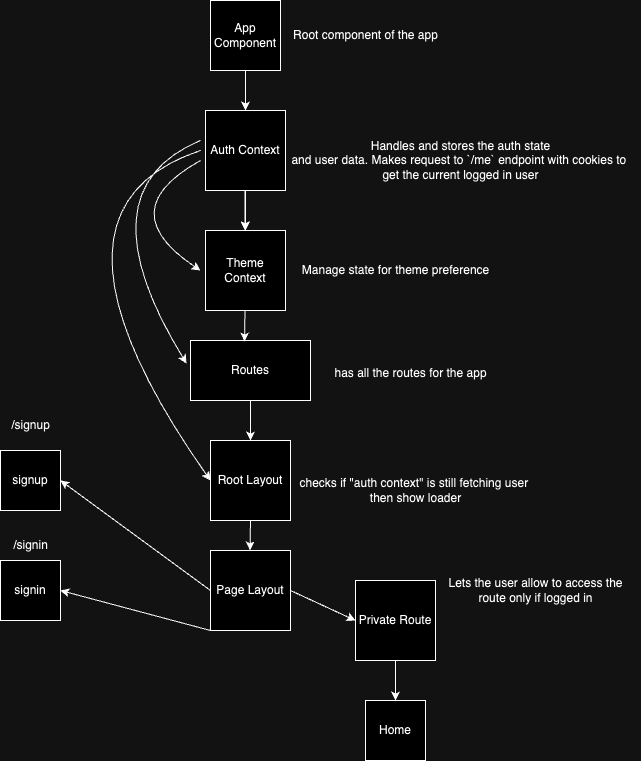 App
Component
Root component of the app
Auth Context
Handles and stores the auth state
and user data. Makes request to `/me` endpoint with cookies to
get the current logged in user
Theme
Context
Manage state for theme preference
Routes
has all the routes for the app
/signup
signup
Root Layout
checks if "auth context" is still fetching user
then show loader
/signin
signin
Page Layout
Lets the user allow to access the
route only if logged in
Private Route
Home